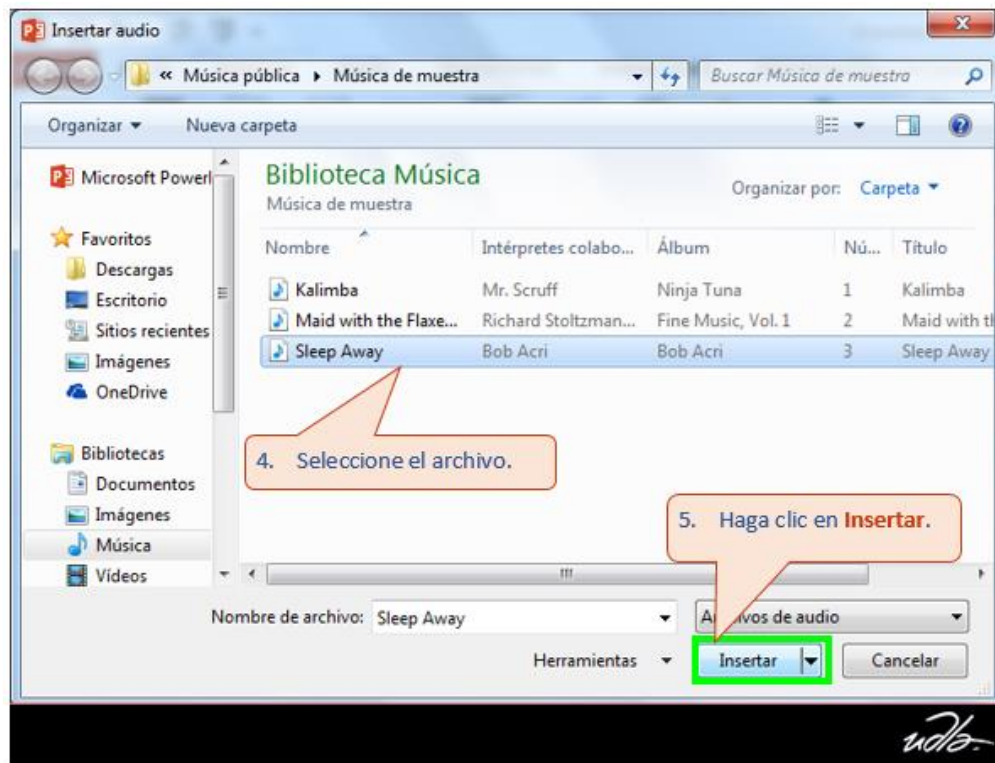 Insertar audio
« Música pública ▸ Música de muestra
Buscar Música de muestra
Organizar
Nueva carpeta
Microsoft Powerl
Favoritos
Descargas
Escritorio
Sitios recientes
Imágenes
OneDrive
Bibliotecas
Documentos
Imágenes
Música
Vídeos
Biblioteca Música
Música de muestra
Organizar por: Carpeta
Nombre Intérpretes colabo... Álbum Nú... Título
Kalimba Mr. Scruff Ninja Tuna 1 Kalimba
Maid with the Flaxe... Richard Stoltzman... Fine Music, Vol. 1 2 Maid with
Sleep Away Bob Acri Bob Acri 3 Sleep Away
4. Seleccione el archivo.
5. Haga clic en Insertar.
Nombre de archivo: Sleep Away
de audio
Herramientas
Insertar
Cancelar
udla-